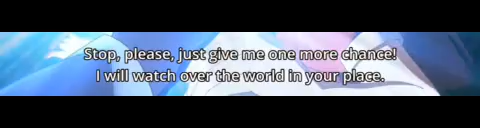 Stop, please, just give me one more chance!
I will watch over the world in your place.